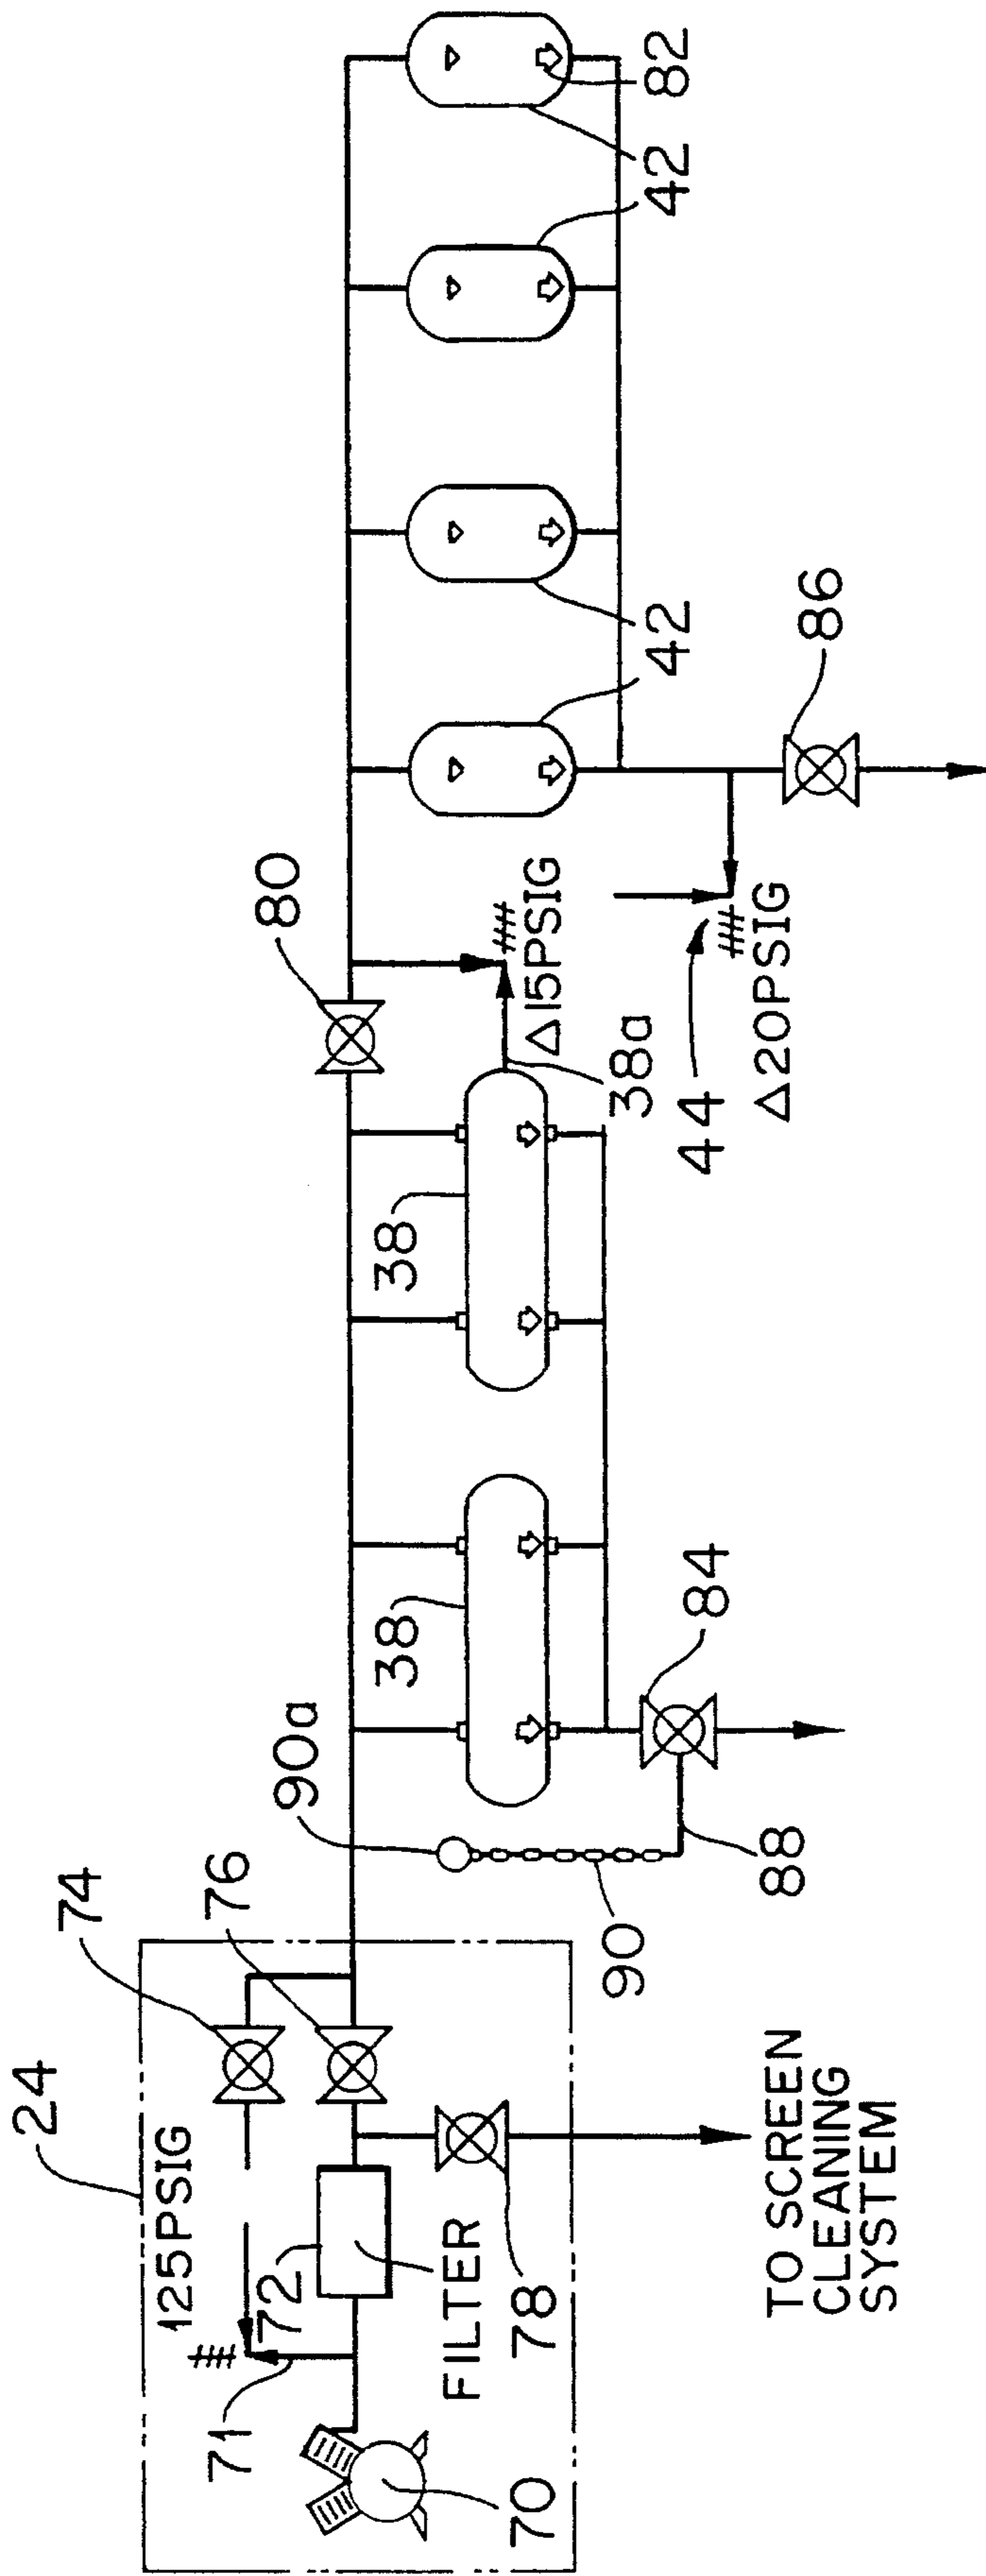 24
74
76
125PSIG
71
72
FILTER
70
78
TO SCREEN
CLEANING
SYSTEM
90a
90
88
84
38
38
38a
80
Δ15PSIG
44
Δ20PSIG
42
42
42
82
86